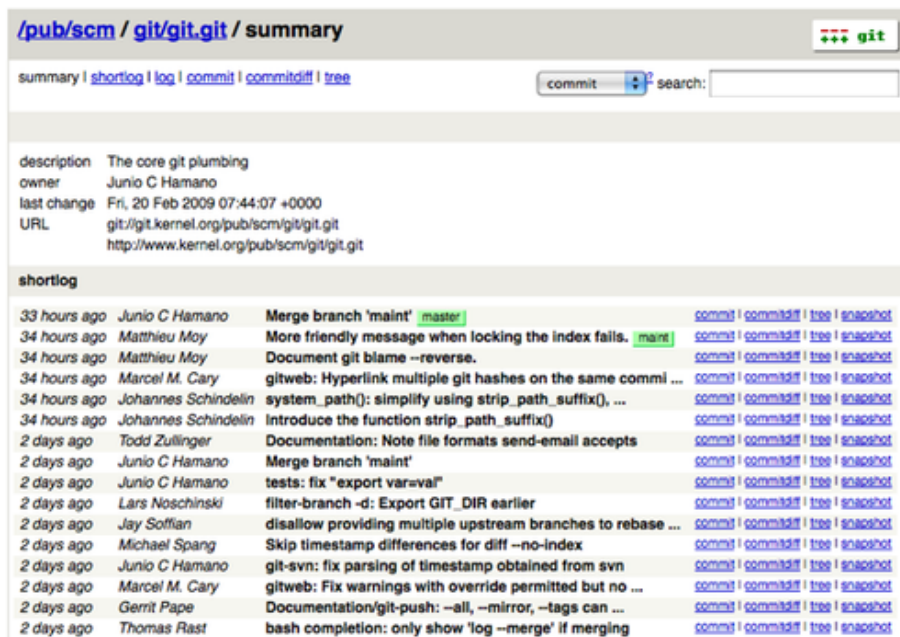 /pub/scm / git/git.git / summary
git
summary | shortlog | log | commit | commitdiff | tree
commit ? search:
description The core git plumbing
owner Junio C Hamano
last change Fri, 20 Feb 2009 07:44:07 +0000
URL git://git.kernel.org/pub/scm/git/git.git
http://www.kernel.org/pub/scm/git/git.git
shortlog
33 hours ago Junio C Hamano Merge branch 'maint' master commit | commitdiff | tree | snapshot
34 hours ago Matthieu Moy More friendly message when locking the index fails. maint commit | commitdiff | tree | snapshot
34 hours ago Matthieu Moy Document git blame --reverse. commit | commitdiff | tree | snapshot
34 hours ago Marcel M. Cary gitweb: Hyperlink multiple git hashes on the same commi ... commit | commitdiff | tree | snapshot
34 hours ago Johannes Schindelin system_path(): simplify using strip_path_suffix(), ... commit | commitdiff | tree | snapshot
34 hours ago Johannes Schindelin Introduce the function strip_path_suffix() commit | commitdiff | tree | snapshot
2 days ago Todd Zullinger Documentation: Note file formats send-email accepts commit | commitdiff | tree | snapshot
2 days ago Junio C Hamano Merge branch 'maint' commit | commitdiff | tree | snapshot
2 days ago Junio C Hamano tests: fix "export var=val" commit | commitdiff | tree | snapshot
2 days ago Lars Noschinski filter-branch -d: Export GIT_DIR earlier commit | commitdiff | tree | snapshot
2 days ago Jay Soffian disallow providing multiple upstream branches to rebase ... commit | commitdiff | tree | snapshot
2 days ago Michael Spang Skip timestamp differences for diff --no-index commit | commitdiff | tree | snapshot
2 days ago Junio C Hamano git-svn: fix parsing of timestamp obtained from svn commit | commitdiff | tree | snapshot
2 days ago Marcel M. Cary gitweb: Fix warnings with override permitted but no ... commit | commitdiff | tree | snapshot
2 days ago Gerrit Pape Documentation/git-push: --all, --mirror, --tags can ... commit | commitdiff | tree | snapshot
2 days ago Thomas Rast bash completion: only show 'log --merge' if merging commit | commitdiff | tree | snapshot